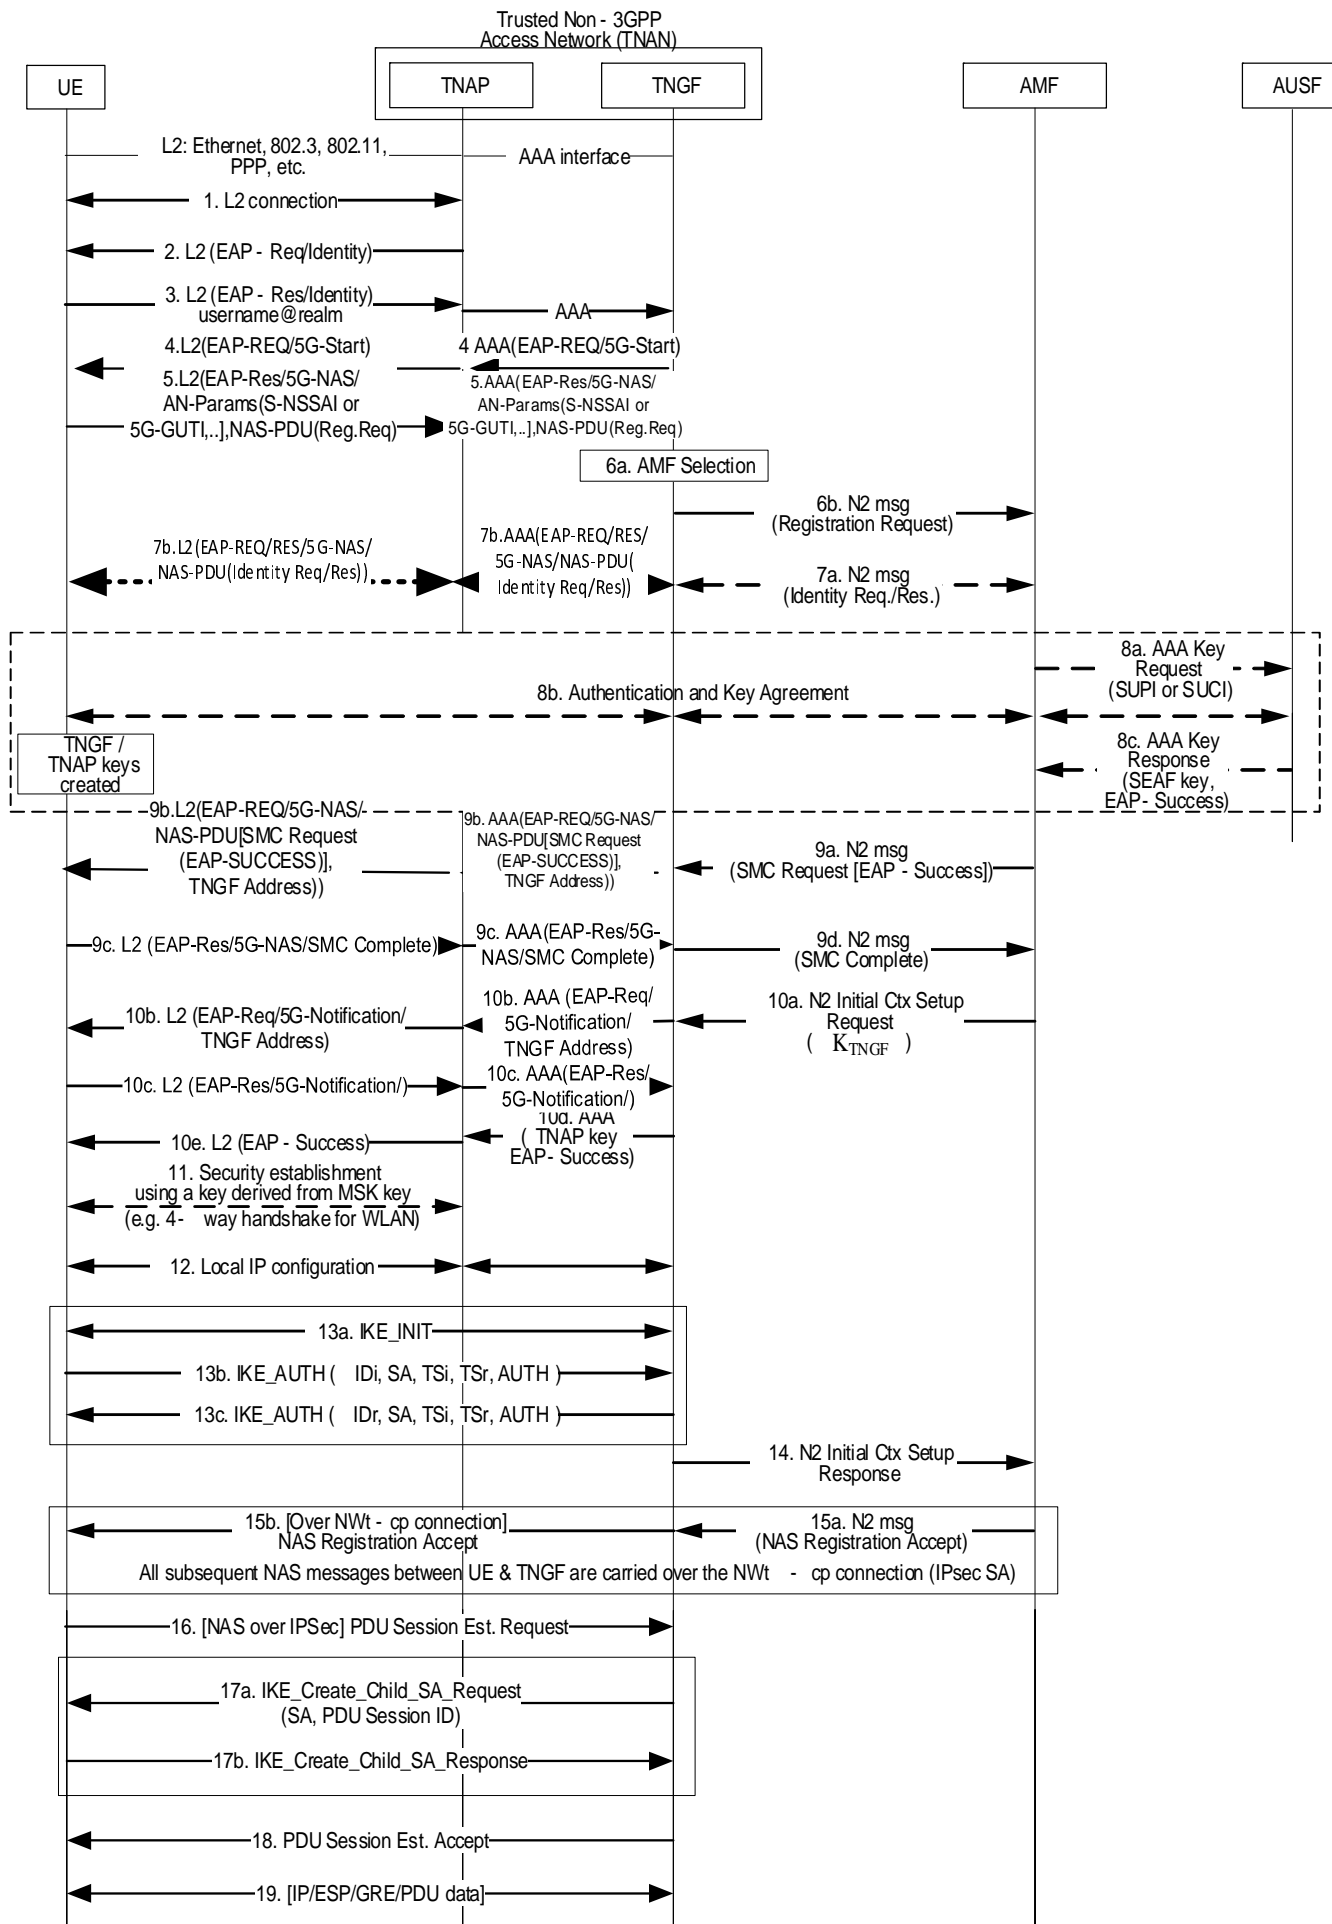 Trusted Non - 3GPP
Access Network (TNAN)
UE
TNAP
TNGF
AMF
AUSF
L2: Ethernet, 802.3, 802.11,
PPP, etc.
AAA interface
1. L2 connection
2. L2 (EAP - Req/Identity)
3. L2 (EAP - Res/Identity)
username@realm
AAA
4.L2(EAP-REQ/5G-Start)
4 AAA(EAP-REQ/5G-Start)
5.L2(EAP-Res/5G-NAS/
AN-Params(S-NSSAI or
5G-GUTI,..],NAS-PDU(Reg.Req)
5.AAA(EAP-Res/5G-NAS/
AN-Params(S-NSSAI or
5G-GUTI,..],NAS-PDU(Reg.Req)
6a. AMF Selection
6b. N2 msg
(Registration Request)
7b.L2(EAP-REQ/RES/5G-NAS/
NAS-PDU(Identity Req/Res))
7b.AAA(EAP-REQ/RES/
5G-NAS/NAS-PDU(
Identity Req/Res))
7a. N2 msg
(Identity Req./Res.)
8a. AAA Key
Request
(SUPI or SUCI)
8b. Authentication and Key Agreement
TNGF /
TNAP keys
created
8c. AAA Key
Response
(SEAF key,
EAP- Success)
9b.L2(EAP-REQ/5G-NAS/
NAS-PDU[SMC Request
(EAP-SUCCESS)],
TNGF Address))
9b. AAA(EAP-REQ/5G-NAS/
NAS-PDU[SMC Request
(EAP-SUCCESS)],
TNGF Address))
9a. N2 msg
(SMC Request [EAP - Success])
9c. L2 (EAP-Res/5G-NAS/SMC Complete)
9c. AAA(EAP-Res/5G-
NAS/SMC Complete)
9d. N2 msg
(SMC Complete)
10b. L2 (EAP-Req/5G-Notification/
TNGF Address)
10b. AAA (EAP-Req/
5G-Notification/
TNGF Address)
10a. N2 Initial Ctx Setup
Request
( KTNGF )
10c. L2 (EAP-Res/5G-Notification/)
10c. AAA(EAP-Res/
5G-Notification/)
10d. AAA
( TNAP key
EAP- Success)
10e. L2 (EAP - Success)
11. Security establishment
using a key derived from MSK key
(e.g. 4- way handshake for WLAN)
12. Local IP configuration
13a. IKE_INIT
13b. IKE_AUTH ( IDi, SA, TSi, TSr, AUTH )
13c. IKE_AUTH ( IDr, SA, TSi, TSr, AUTH )
14. N2 Initial Ctx Setup
Response
15b. [Over NWt - cp connection]
NAS Registration Accept
15a. N2 msg
(NAS Registration Accept)
All subsequent NAS messages between UE & TNGF are carried over the NWt - cp connection (IPsec SA)
16. [NAS over IPSec] PDU Session Est. Request
17a. IKE_Create_Child_SA_Request
(SA, PDU Session ID)
17b. IKE_Create_Child_SA_Response
18. PDU Session Est. Accept
19. [IP/ESP/GRE/PDU data]